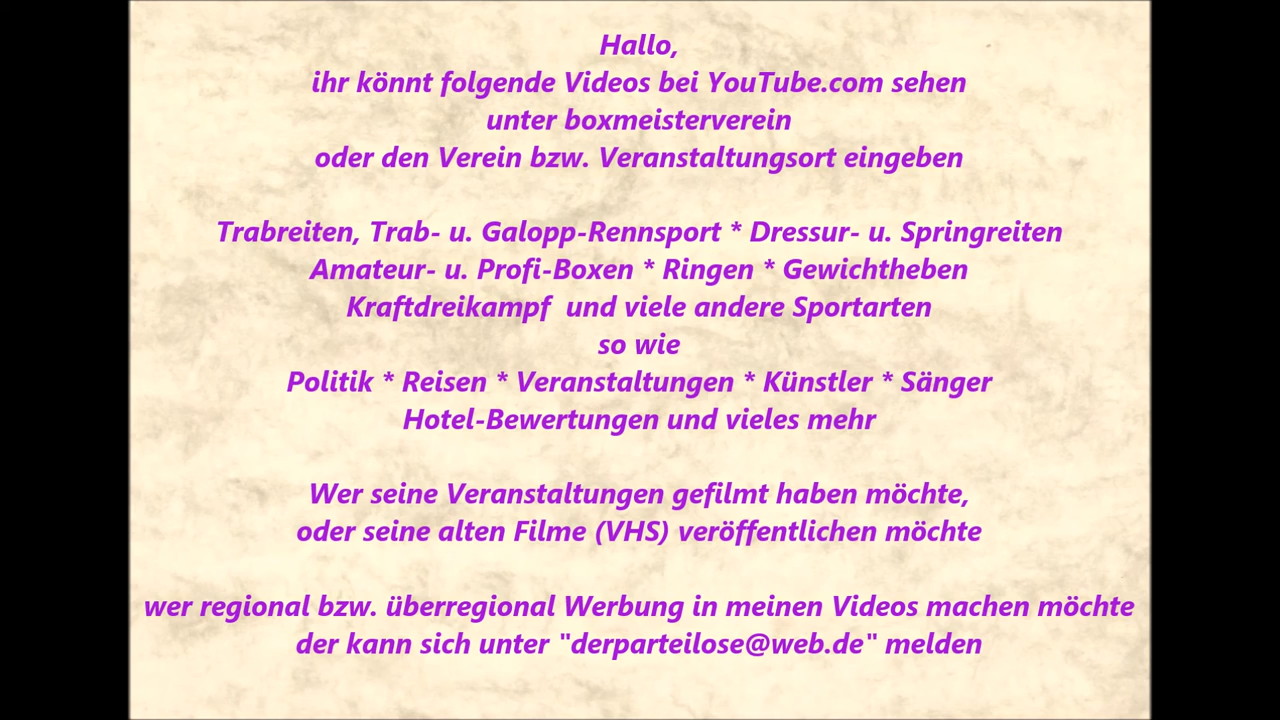 Hallo,
ihr könnt folgende Videos bei YouTube.com sehen
unter boxmeisterverein
oder den Verein bzw. Veranstaltungsort eingeben
Trabreiten, Trab- u. Galopp-Rennsport * Dressur- u. Springreiten
Amateur- u. Profi-Boxen * Ringen * Gewichtheben
Kraftdreikampf  und viele andere Sportarten
so wie
Politik * Reisen * Veranstaltungen * Künstler * Sänger
Hotel-Bewertungen und vieles mehr
Wer seine Veranstaltungen gefilmt haben möchte,
oder seine alten Filme (VHS) veröffentlichen möchte
wer regional bzw. überregional Werbung in meinen Videos machen möchte
der kann sich unter "derparteilose@web.de" melden